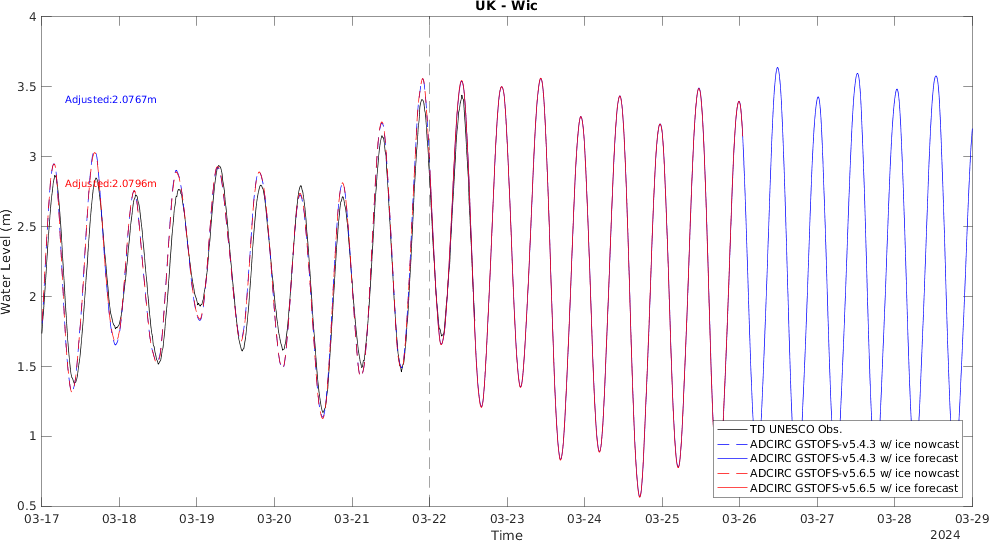 UK - Wic
4
3.5
3
2.5
2
1.5
1
0.5
Water Level (m)
Adjusted:2.0767m
Adjusted:2.0796m
TD UNESCO Obs.
ADCIRC GSTOFS-v5.4.3 w/ ice nowcast
ADCIRC GSTOFS-v5.4.3 w/ ice forecast
ADCIRC GSTOFS-v5.6.5 w/ ice nowcast
ADCIRC GSTOFS-v5.6.5 w/ ice forecast
03-17 03-18 03-19 03-20 03-21 03-22 03-23 03-24 03-25 03-26 03-27 03-28 03-29
Time
2024